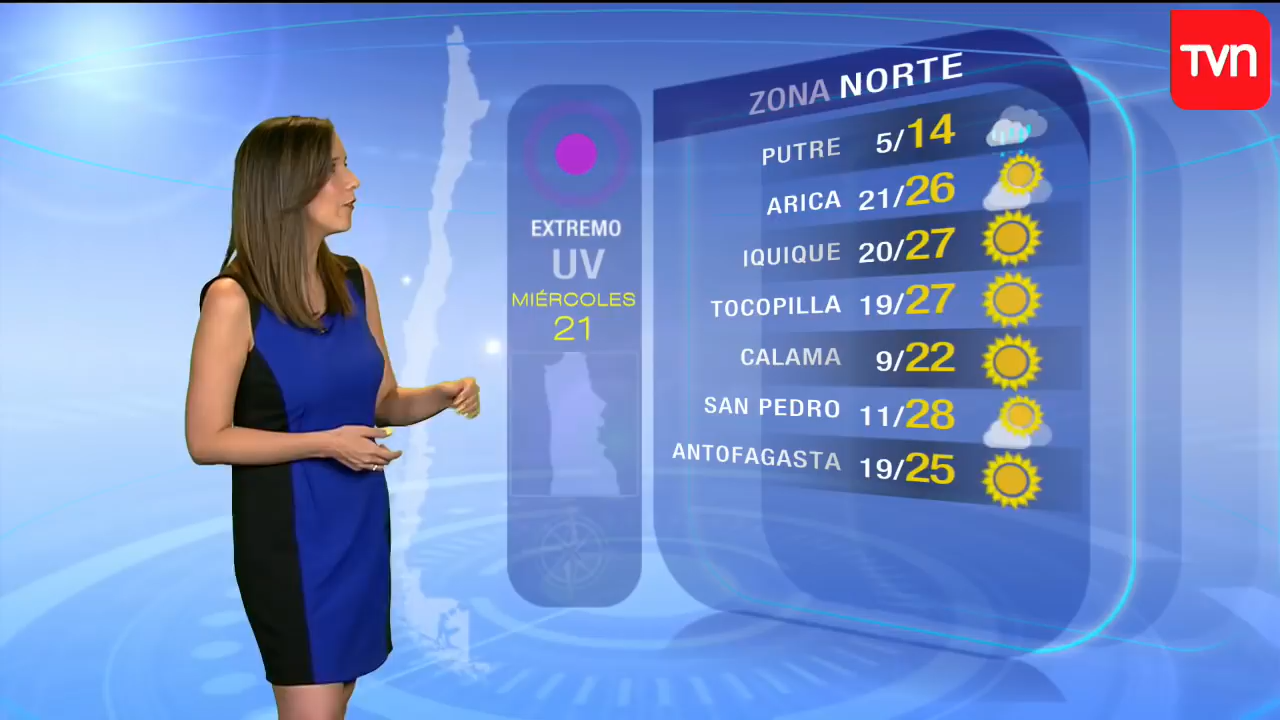 TVN
ZONA NORTE
PUTRE 5/14
ARICA 21/26
IQUIQUE 20/27
TOCOPILLA 19/27
CALAMA 9/22
SAN PEDRO 11/28
ANTOFAGASTA 19/25
EXTREMO
UV
MIÉRCOLES
21